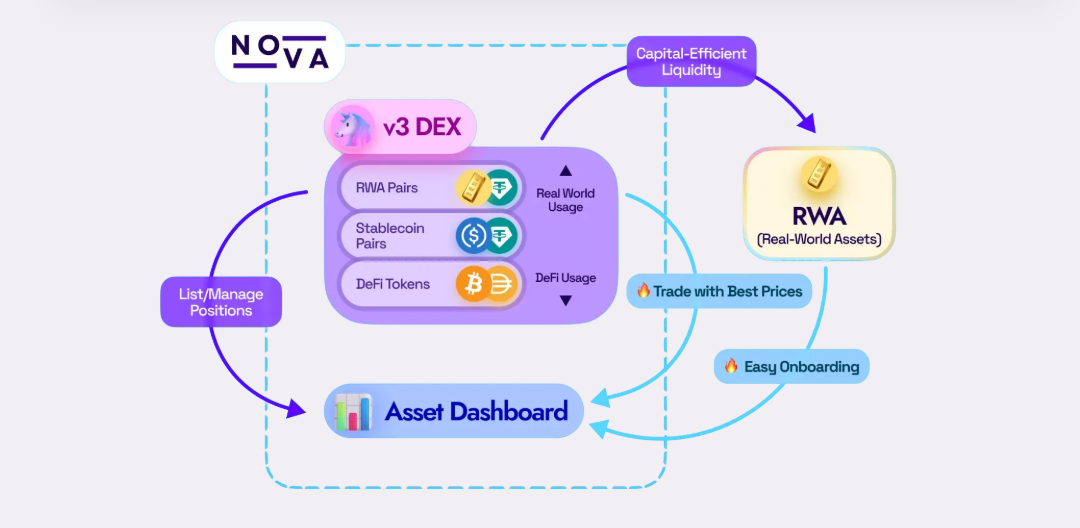 NOVA
Capital-Efficient
Liquidity
v3 DEX
RWA Pairs
Real World
Usage
Stablecoin
Pairs
DeFi Usage
DeFi Tokens
RWA
(Real-World Assets)
List/Manage
Positions
🔥Trade with Best Prices
🔥 Easy Onboarding
Asset Dashboard